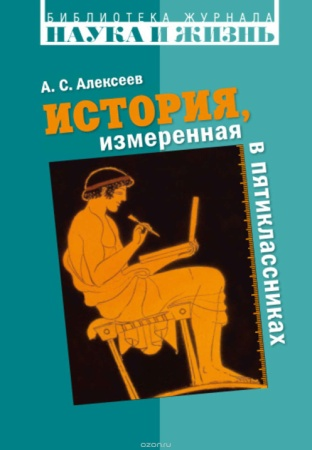 БИБЛИОТЕКА ЖУРНАЛА
НАУКА И ЖИЗНЬ
А. С. Алексеев
ИСТОРИЯ,
измеренная
в пятиклассниках
ozon.ru